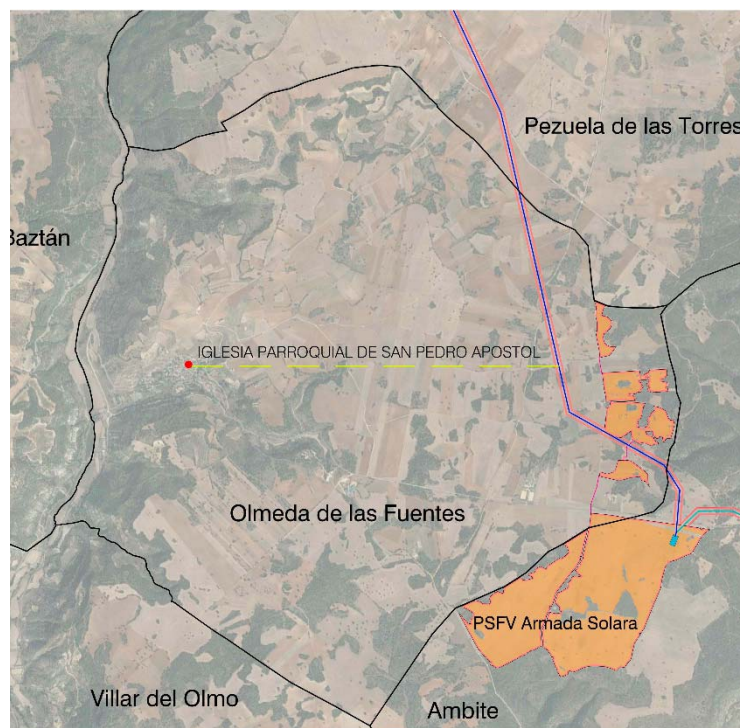 Pezuela de las Torres
Baztán
IGLESIA PARROQUIAL DE SAN PEDRO APOSTOL
Olmeda de las Fuentes
PSFV Armada Solara
Villar del Olmo
Ambite